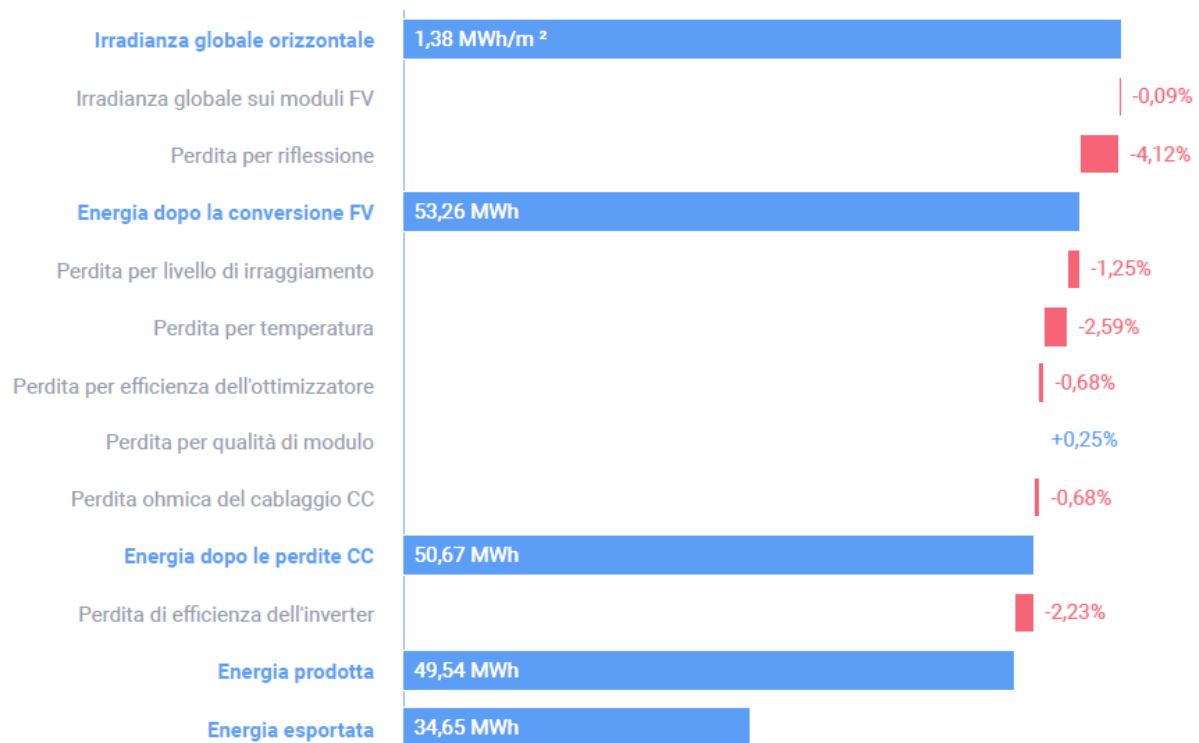 Irradianza globale orizzontale 1,38 MWh/m ²
Irradianza globale sui moduli FV -0,09%
Perdita per riflessione -4,12%
Energia dopo la conversione FV 53,26 MWh
Perdita per livello di irraggiamento -1,25%
Perdita per temperatura -2,59%
Perdita per efficienza dell'ottimizzatore -0,68%
Perdita per qualità di modulo +0,25%
Perdita ohmica del cablaggio CC -0,68%
Energia dopo le perdite CC 50,67 MWh
Perdita di efficienza dell'inverter -2,23%
Energia prodotta 49,54 MWh
Energia esportata 34,65 MWh